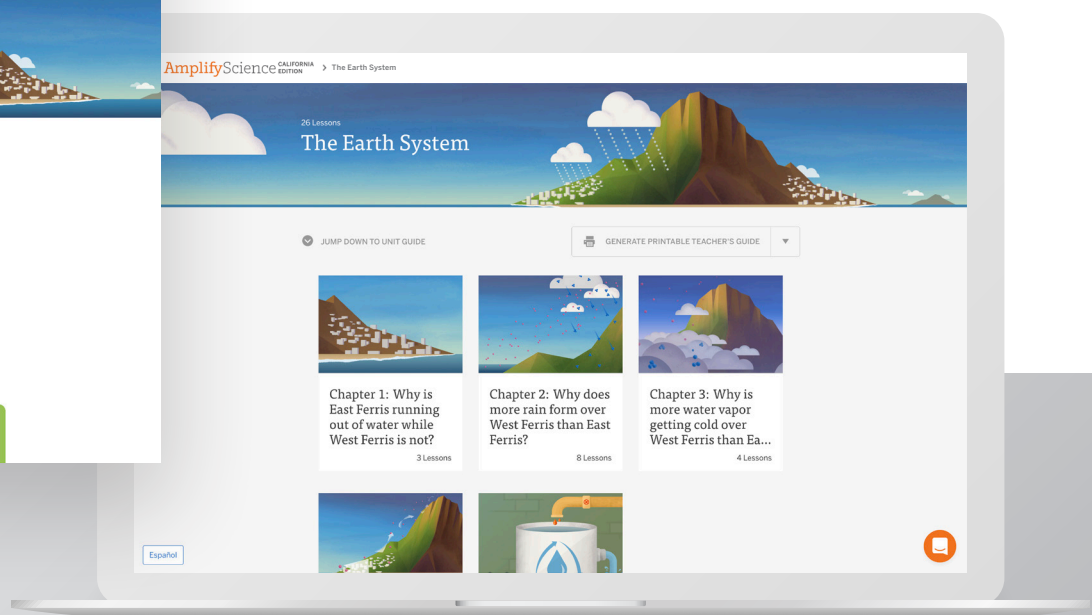 AmplifyScience CALIFORNIA EDITION > The Earth System
26 Lessons
The Earth System
JUMP DOWN TO UNIT GUIDE
GENERATE PRINTABLE TEACHER'S GUIDE
Chapter 1: Why is
East Ferris running
out of water while
West Ferris is not?
3 Lessons
Chapter 2: Why does
more rain form over
West Ferris than East
Ferris?
8 Lessons
Chapter 3: Why is
more water vapor
getting cold over
West Ferris than Ea...
4 Lessons
Español